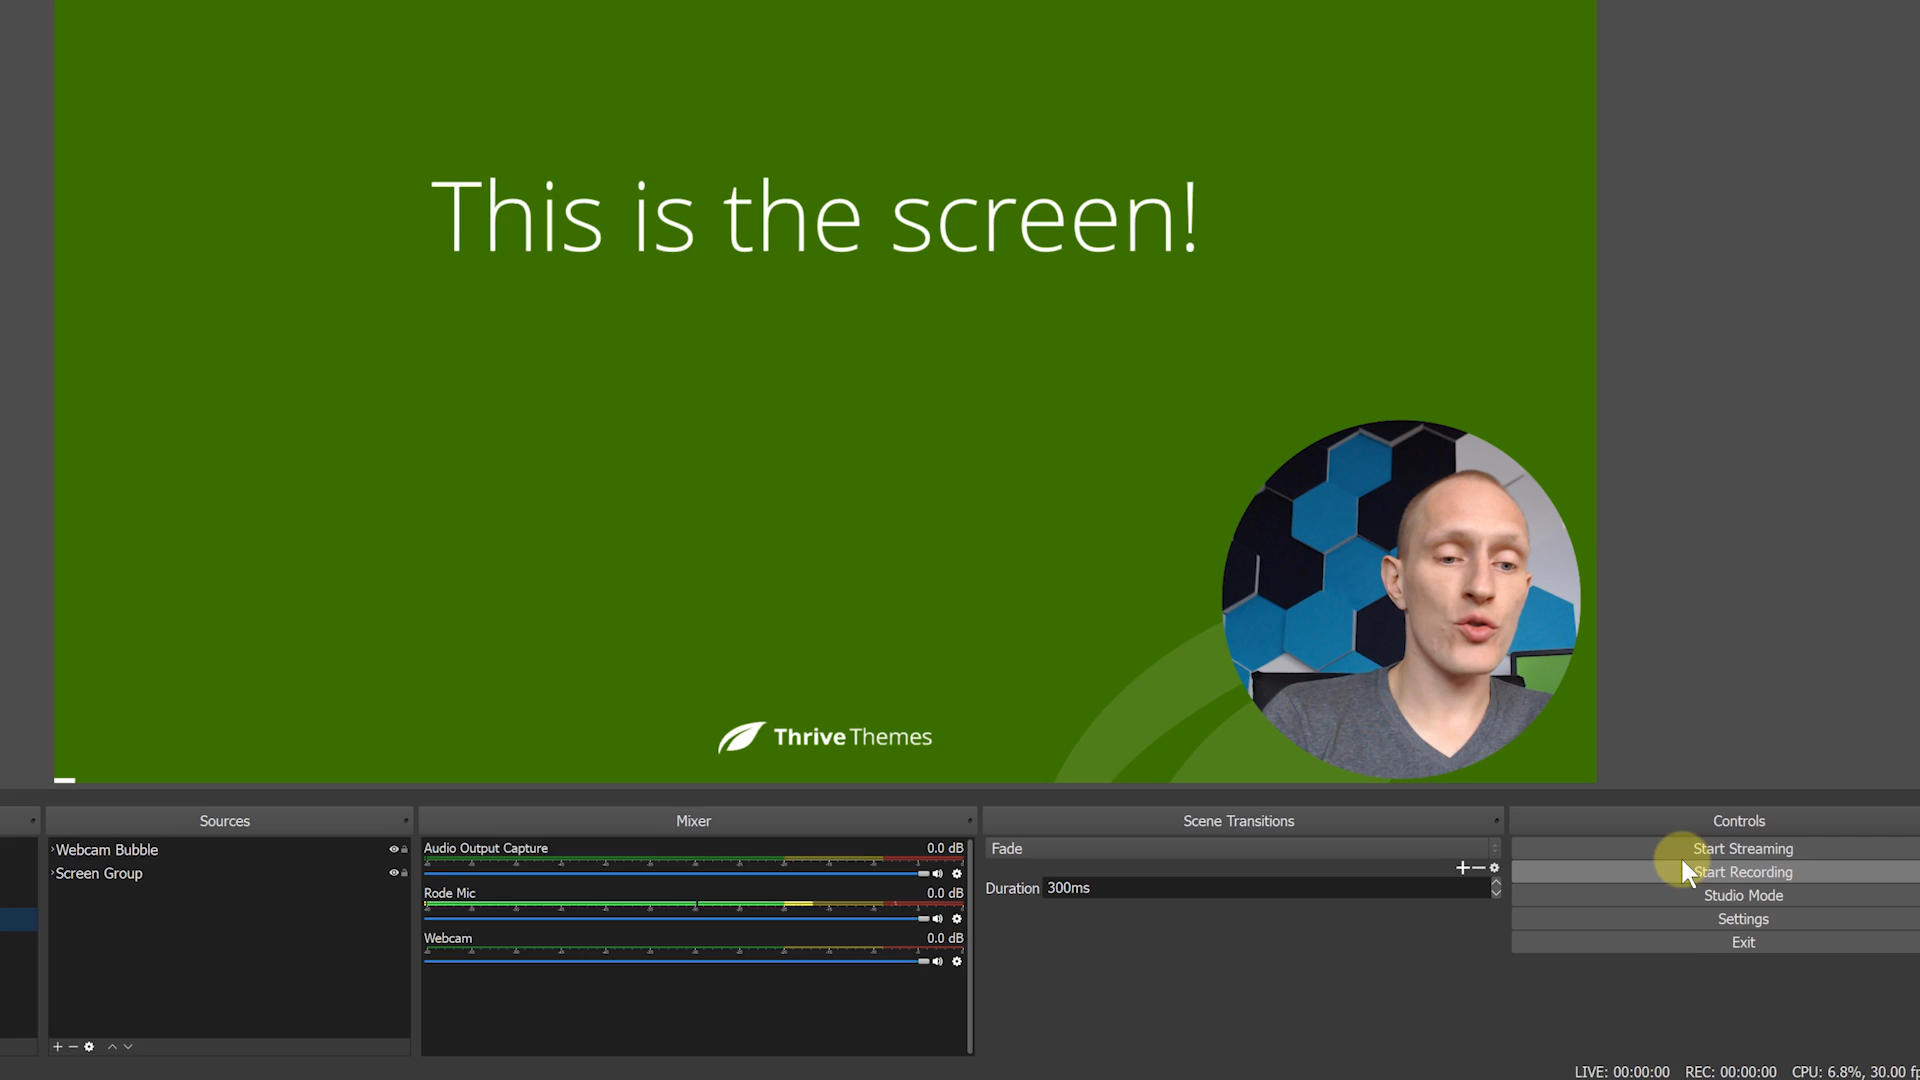 This is the screen!
Thrive Themes
Sources
Mixer
Scene Transitions
Controls
Webcam Bubble
Screen Group
Audio Output Capture 0.0 dB
Rode Mic 0.0 dB
Webcam 0.0 dB
Fade
Duration 300ms
Start Streaming
Start Recording
Studio Mode
Settings
Exit
LIVE: 00:00:00 REC: 00:00:00 CPU: 6.8%, 30.00 fp